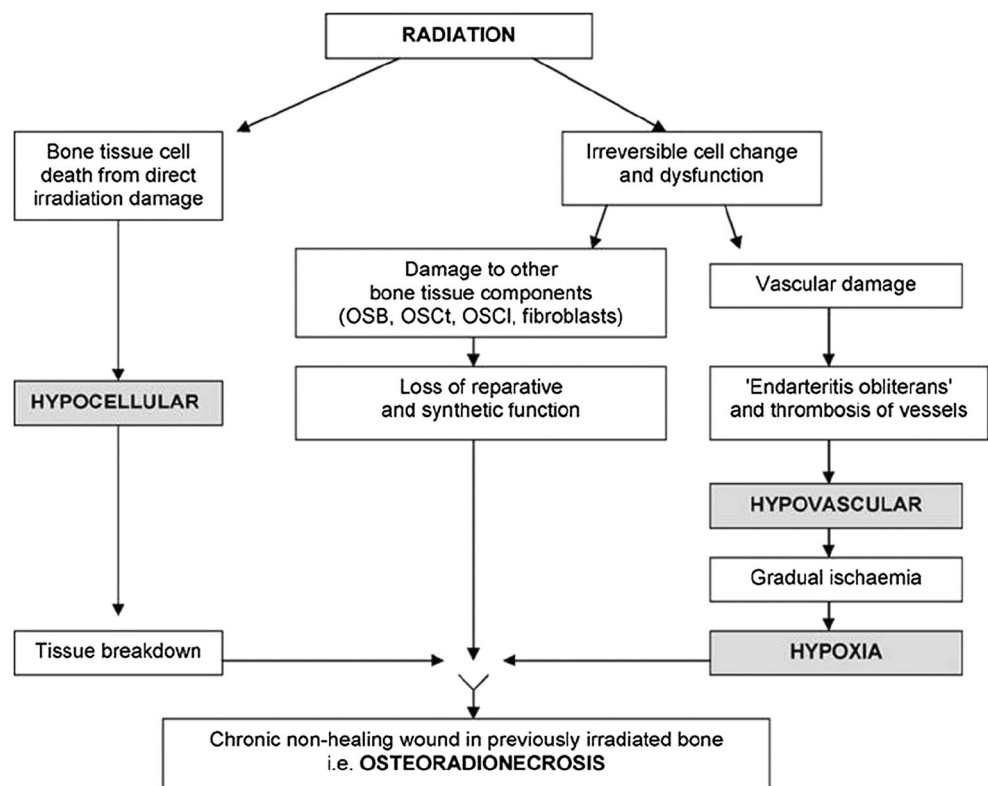 RADIATION
Bone tissue cell
death from direct
irradiation damage
Irreversible cell change
and dysfunction
Damage to other
bone tissue components
(OSB, OSCt, OSCl, fibroblasts)
Vascular damage
HYPOCELLULAR
Loss of reparative
and synthetic function
'Endarteritis obliterans'
and thrombosis of vessels
HYPOVASCULAR
Gradual ischaemia
Tissue breakdown
HYPOXIA
Chronic non-healing wound in previously irradiated bone
i.e. OSTEORADIONECROSIS